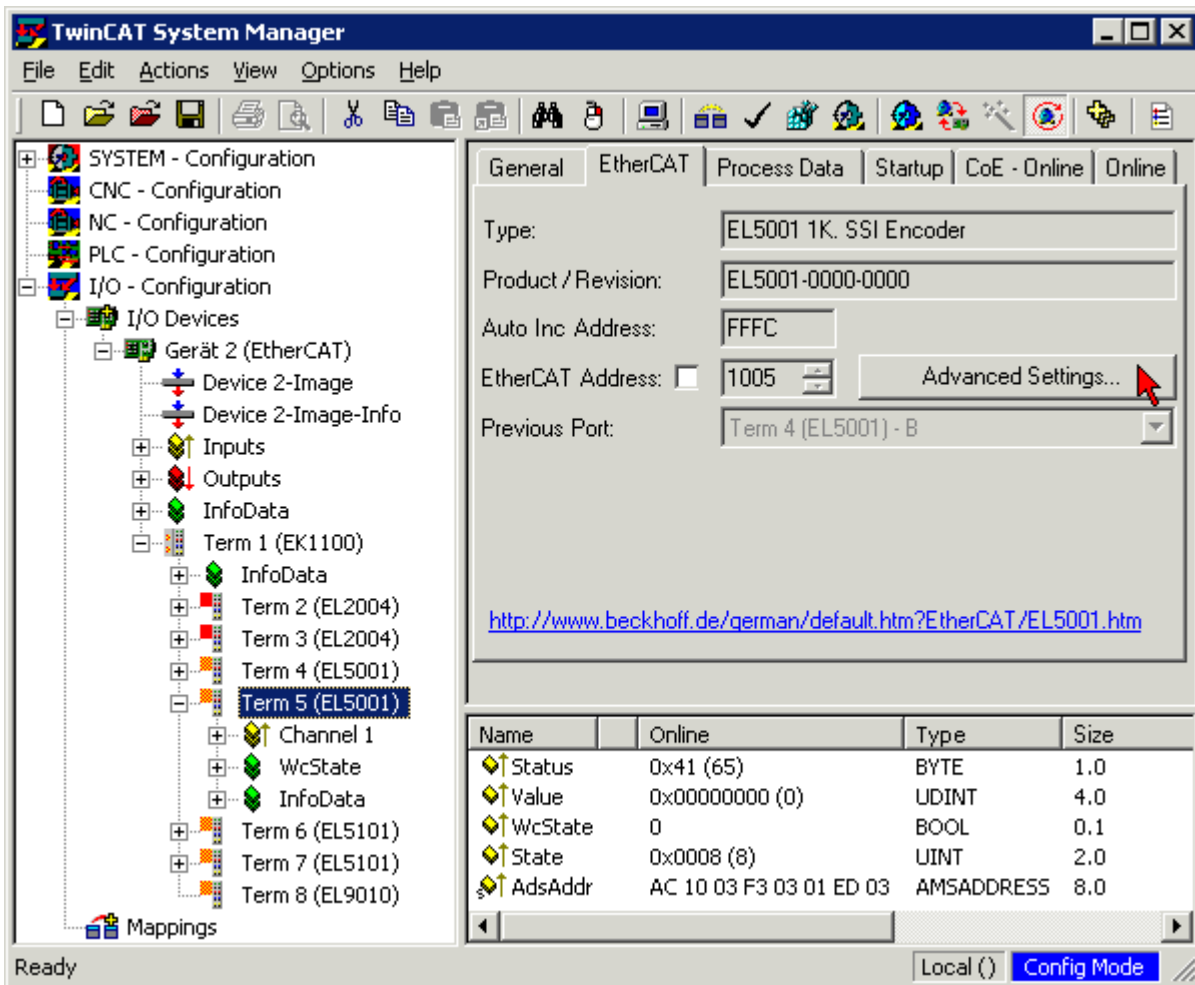 TwinCAT System Manager
File Edit Actions View Options Help
SYSTEM - Configuration
CNC - Configuration
NC - Configuration
PLC - Configuration
I/O - Configuration
I/O Devices
Gerät 2 (EtherCAT)
Device 2-Image
Device 2-Image-Info
Inputs
Outputs
InfoData
Term 1 (EK1100)
InfoData
Term 2 (EL2004)
Term 3 (EL2004)
Term 4 (EL5001)
Term 5 (EL5001)
Channel 1
WcState
InfoData
Term 6 (EL5101)
Term 7 (EL5101)
Term 8 (EL9010)
Mappings
General EtherCAT Process Data Startup CoE - Online Online
Type: EL5001 1K. SSI Encoder
Product / Revision: EL5001-0000-0000
Auto Inc Address: FFFC
EtherCAT Address: 1005 Advanced Settings...
Previous Port: Term 4 (EL5001) - B
http://www.beckhoff.de/german/default.htm?EtherCAT/EL5001.htm
Name Online Type Size
Status 0x41 (65) BYTE 1.0
Value 0x00000000 (0) UDINT 4.0
WcState 0 BOOL 0.1
State 0x0008 (8) UINT 2.0
AdsAddr AC 10 03 F3 03 01 ED 03 AMSADDRESS 8.0
Ready Local () Config Mode